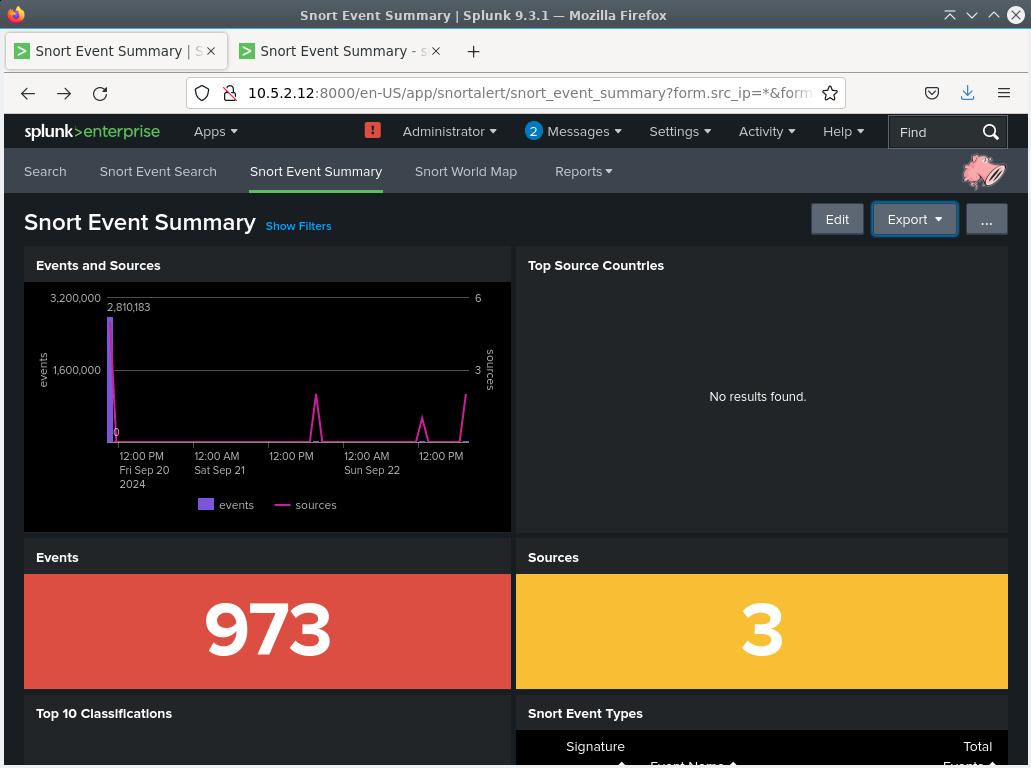 Snort Event Summary | Splunk 9.3.1 — Mozilla Firefox
Snort Event Summary | S
Snort Event Summary - s
10.5.2.12:8000/en-US/app/snortalert/snort_event_summary?form.src_ip=*&form
splunk>enterprise
Apps
!
Administrator
2 Messages
Settings
Activity
Help
Find
Search
Snort Event Search
Snort Event Summary
Snort World Map
Reports
Snort Event Summary
Show Filters
Edit
Export
...
Events and Sources
3,200,000
2,810,183
6
1,600,000
3
events
sources
0
12:00 PM
Fri Sep 20
2024
12:00 AM
Sat Sep 21
12:00 PM
12:00 AM
Sun Sep 22
12:00 PM
events
sources
Top Source Countries
No results found.
Events
973
Sources
3
Top 10 Classifications
Snort Event Types
Signature
Total
Event Name
Events